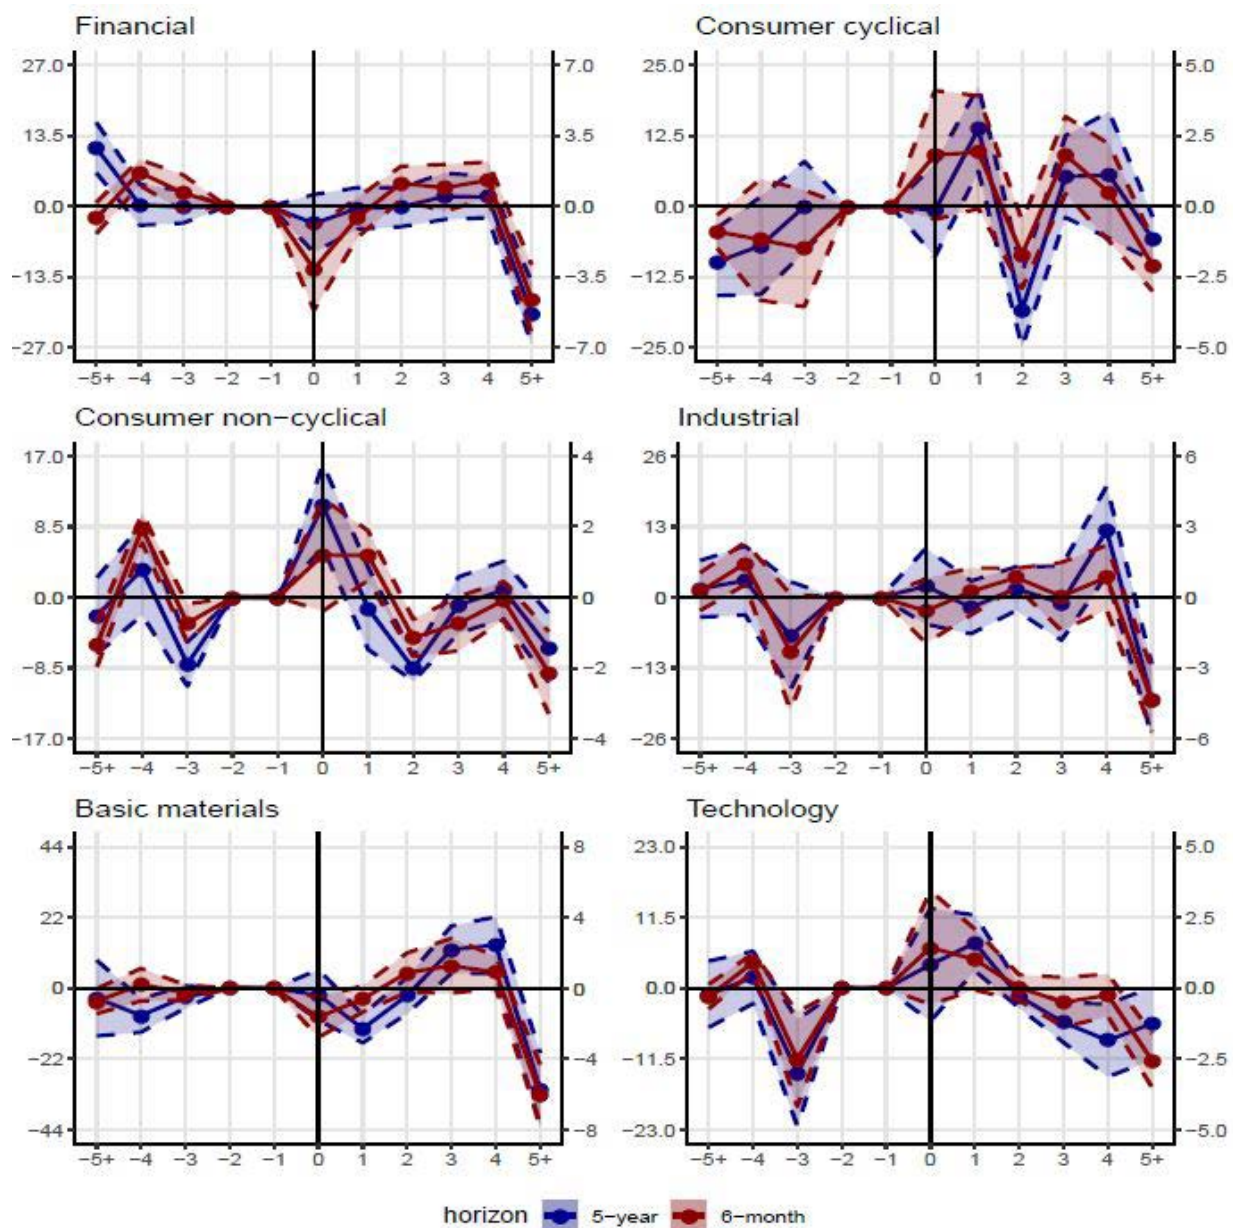 Financial
Consumer cyclical
27.0 7.0 25.0 5.0
13.5 3.5 12.5 2.5
0.0 0.0 0.0 0.0
−13.5 −3.5 −12.5 −2.5
−27.0 −7.0 −25.0 −5.0
−5+ −4 −3 −2 −1 0 1 2 3 4 5+ −5+ −4 −3 −2 −1 0 1 2 3 4 5+
Consumer non−cyclical
Industrial
17.0 4 26 6
8.5 2 13 3
0.0 0 0 0
−8.5 −2 −13 −3
−17.0 −4 −26 −6
−5+ −4 −3 −2 −1 0 1 2 3 4 5+ −5+ −4 −3 −2 −1 0 1 2 3 4 5+
Basic materials
Technology
44 8 23.0 5.0
22 4 11.5 2.5
0 0 0.0 0.0
−22 −4 −11.5 −2.5
−44 −8 −23.0 −5.0
−5+ −4 −3 −2 −1 0 1 2 3 4 5+ −5+ −4 −3 −2 −1 0 1 2 3 4 5+
horizon 5−year 6−month